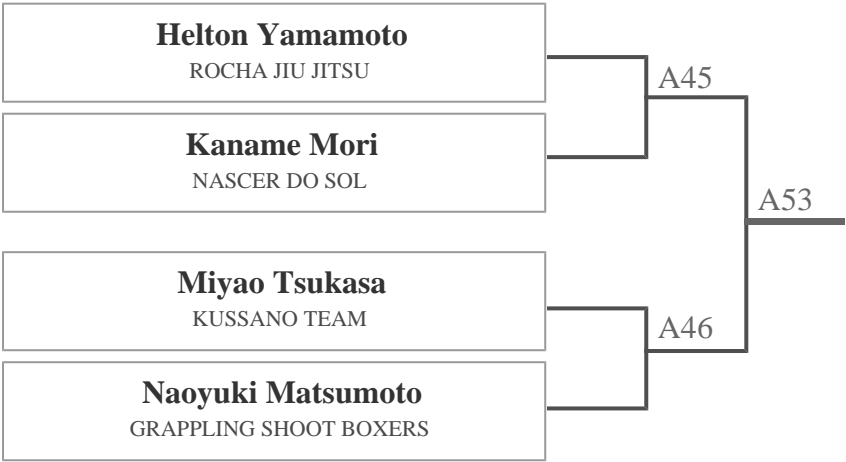 Helton Yamamoto
ROCHA JIU JITSU
A45
Kaname Mori
NASCER DO SOL
A53
Miyao Tsukasa
KUSSANO TEAM
A46
Naoyuki Matsumoto
GRAPPLING SHOOT BOXERS